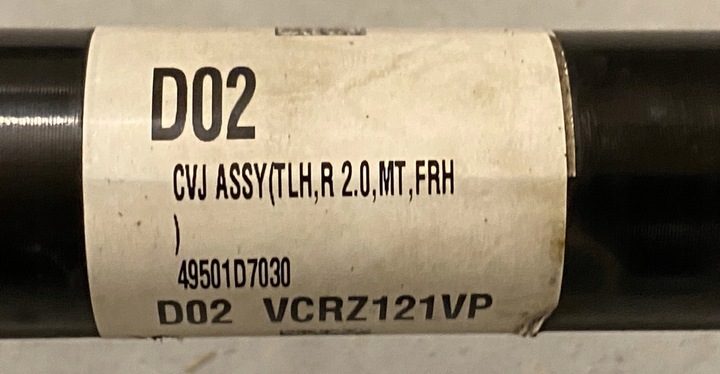 D02
CVJ ASSY(TLH,R 2.0,MT,FRH
)
49501D7030
D02 VCRZ121VP